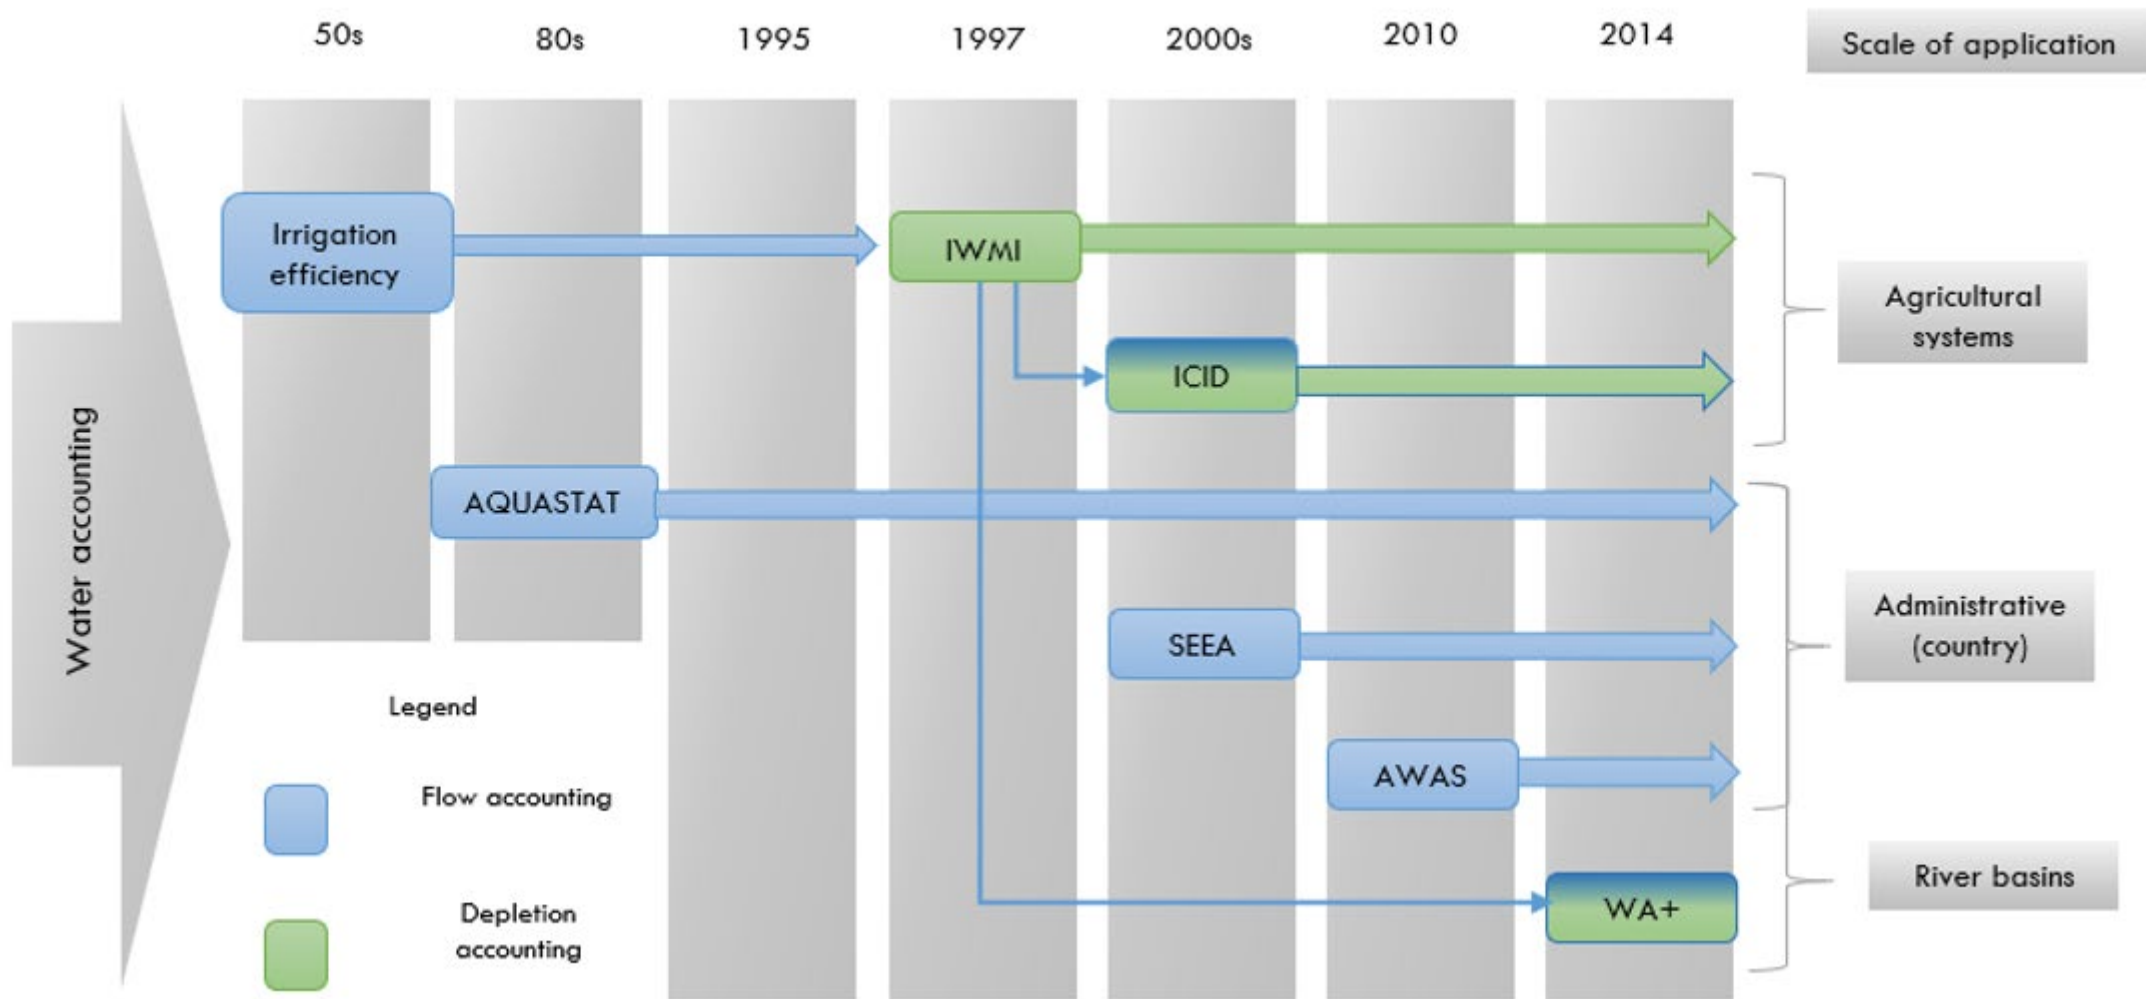 50s
80s
1995
1997
2000s
2010
2014
Scale of application
Water accounting
Irrigation
efficiency
IWMI
ICID
Agricultural
systems
AQUASTAT
SEEA
Administrative
(country)
AWAS
WA+
River basins
Legend
Flow accounting
Depletion
accounting